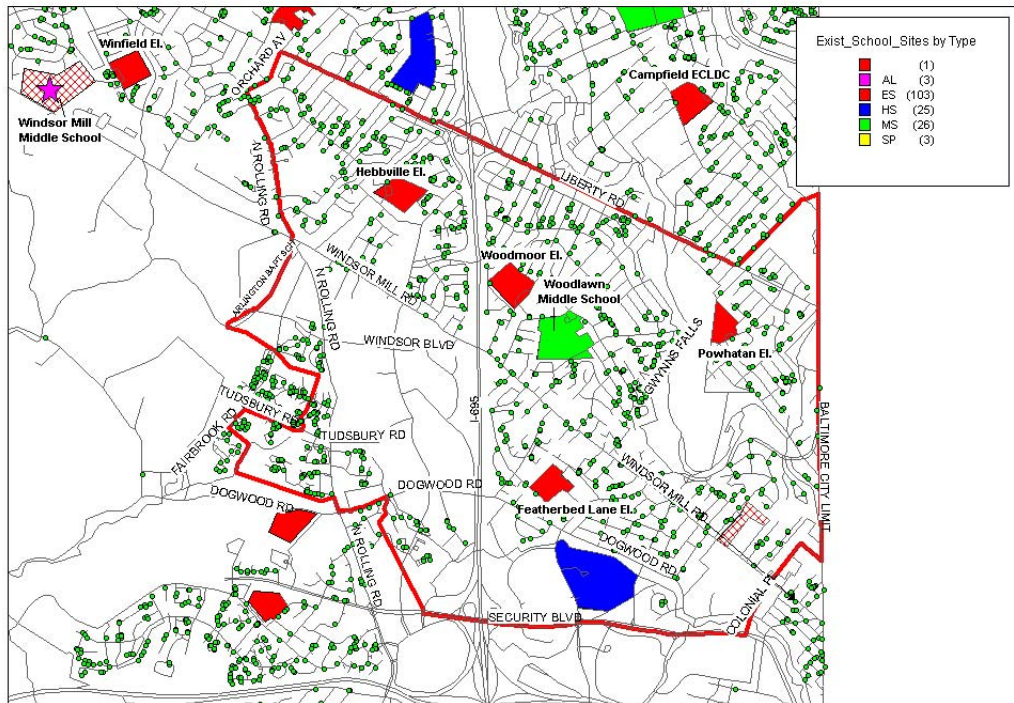 Winfield El.
ORCHARD AV
Exist_School_Sites by Type
(1)
AL (3)
ES (103)
HS (25)
MS (26)
SP (3)
Campfield ECLDC
Windsor Mill
Middle School
N ROLLING RD
Hebbville El.
LIBERTY RD
WINDSOR MILL RD
ARLINGTON BAPT SCH
N ROLLING RD
Woodmoor El.
Woodlawn
Middle School
WINDSOR BLVD
GWYNNS FALLS
Powhatan El.
TUDSBURY RD
I-695
FAIRBROOK RD
TUDSBURY RD
BALTIMORE CITY LIMIT
DOGWOOD RD
DOGWOOD RD
WINDSOR MILL RD
Featherbed Lane El.
N ROLLING RD
DOGWOOD RD
SECURITY BLVD